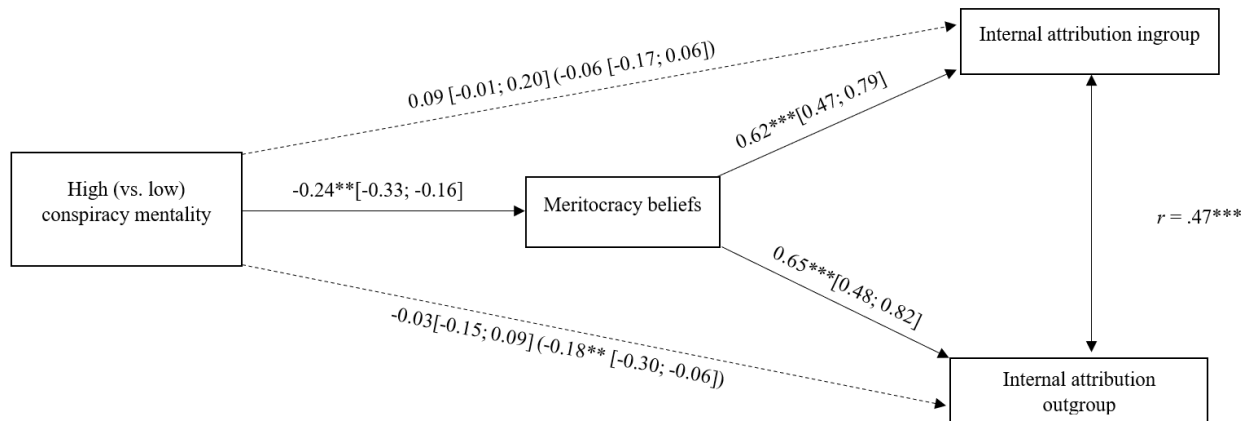 Internal attribution ingroup
0.09 [-0.01; 0.20] (-0.06 [-0.17; 0.06])
0.62***[0.47; 0.79]
High (vs. low)
conspiracy mentality
-0.24**[-0.33; -0.16]
Meritocracy beliefs
r = .47***
0.65***[0.48; 0.82]
-0.03[-0.15; 0.09] (-0.18** [-0.30; -0.06])
Internal attribution
outgroup